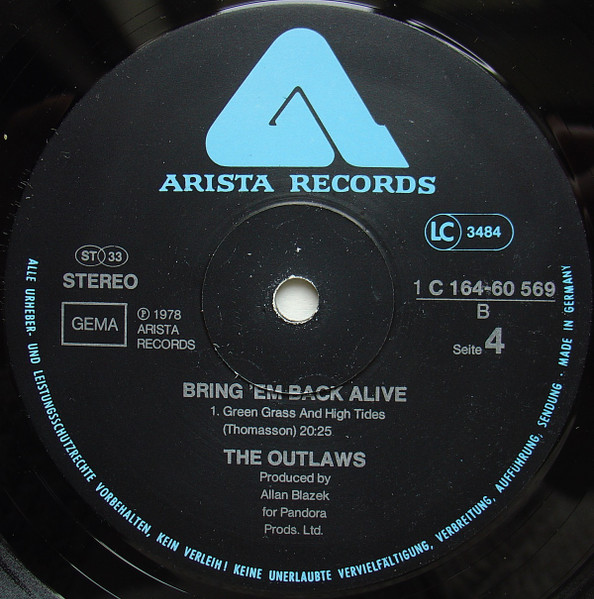 ARISTA RECORDS
LC 3484
ST 33
STEREO
GEMA
℗ 1978
ARISTA
RECORDS
1 C 164-60 569
B
Seite 4
BRING 'EM BACK ALIVE
1. Green Grass And High Tides
(Thomasson) 20:25
THE OUTLAWS
Produced by
Allan Blazek
for Pandora
Prods. Ltd.
ALLE URHEBER- UND LEISTUNGSSCHUTZRECHTE VORBEHALTEN, KEIN VERLEIH! KEINE UNERLAUBTE VERVIELFÄLTIGUNG, VERBREITUNG, AUFFÜHRUNG, SENDUNG · MADE IN GERMANY